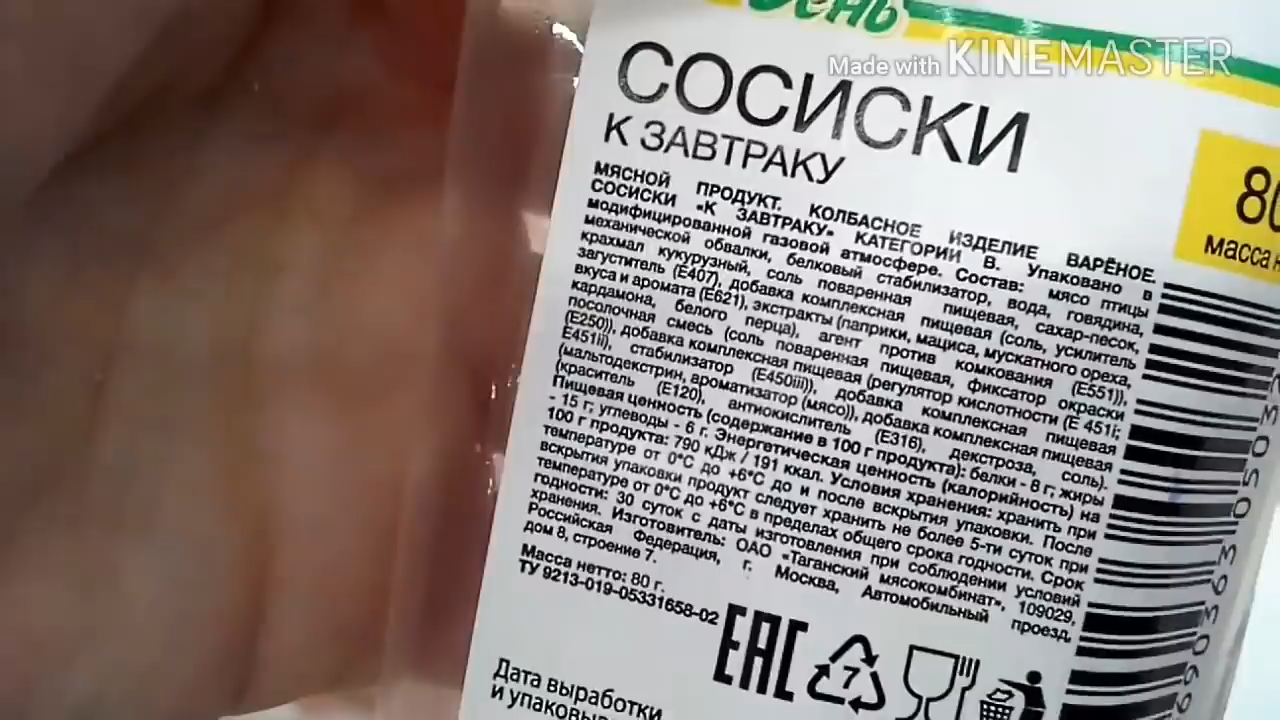 день
Made with KINEMASTER
СОСИСКИ
К ЗАВТРАКУ
80
масса н
МЯСНОЙ ПРОДУКТ. КОЛБАСНОЕ ИЗДЕЛИЕ ВАРЁНОЕ.
СОСИСКИ «К ЗАВТРАКУ» КАТЕГОРИИ В. Упаковано в
модифицированной газовой атмосфере. Состав: мясо птицы
механической обвалки, белковый стабилизатор, вода, говядина,
крахмал кукурузный, соль поваренная пищевая, сахар-песок,
загуститель (Е407), добавка комплексная пищевая (соль, усилитель
вкуса и аромата (Е621), экстракты (паприки, мациса, мускатного ореха,
кардамона, белого перца), агент против комкования (Е551)),
посолочная смесь (соль поваренная пищевая, фиксатор окраски
(Е250)), добавка комплексная пищевая (регулятор кислотности (Е 451i;
Е451ii), стабилизатор (Е450iii)), добавка комплексная пищевая
(мальтодекстрин, ароматизатор (мясо)), добавка комплексная пищевая
(краситель (Е120), антиокислитель (Е316), декстроза, соль).
Пищевая ценность (содержание в 100 г продукта): белки - 8 г; жиры
- 15 г; углеводы - 6 г. Энергетическая ценность (калорийность) на
100 г продукта: 790 кДж / 191 ккал. Условия хранения: хранить при
температуре от 0°С до +6°С до и после вскрытия упаковки. После
вскрытия упаковки продукт следует хранить не более 5-ти суток при
температуре от 0°С до +6°С в пределах общего срока годности. Срок
годности: 30 суток с даты изготовления при соблюдении условий
хранения. Изготовитель: ОАО «Таганский мясокомбинат», 109029,
Российская Федерация, г. Москва, Автомобильный проезд,
дом 8, строение 7.
Масса нетто: 80 г.
ТУ 9213-019-05331658-02
ЕАС
7
Дата выработки
и упаковыв